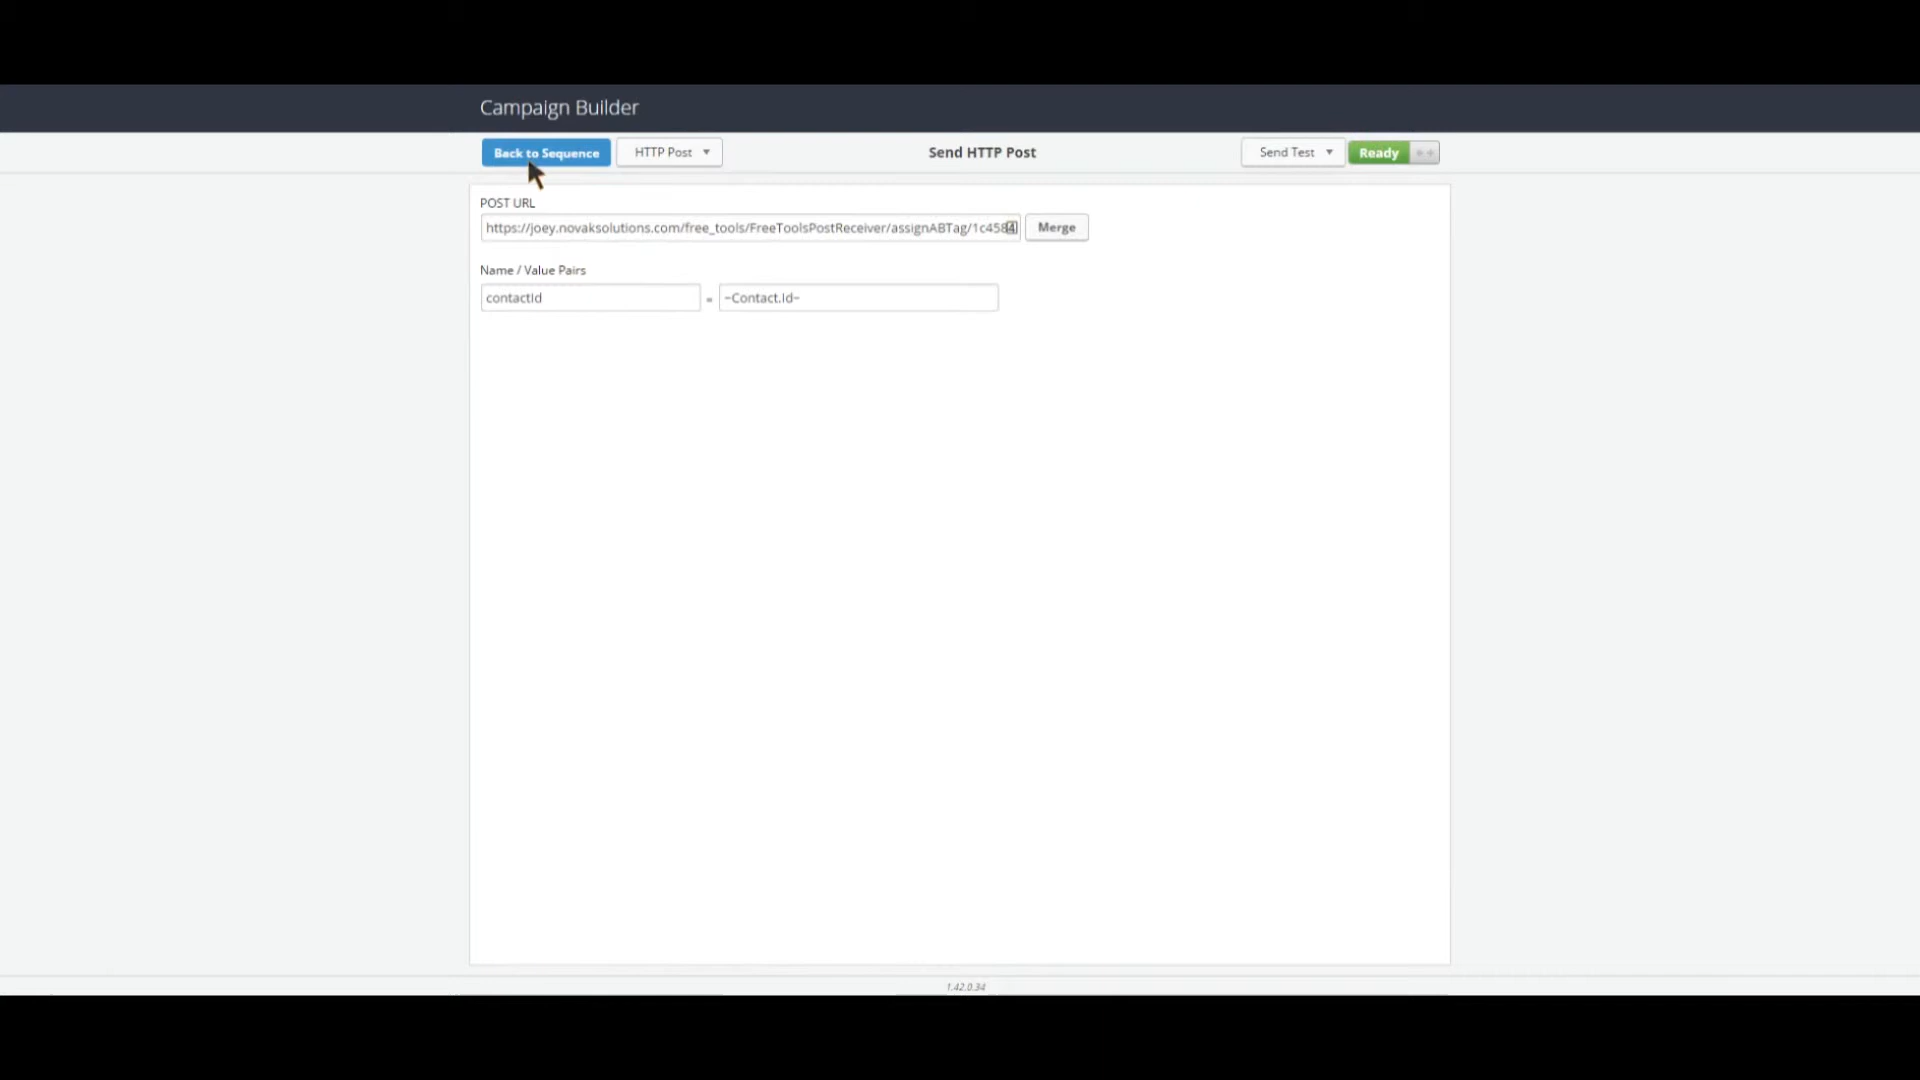 Campaign Builder
Back to Sequence HTTP Post Send HTTP Post Send Test Ready
POST URL
https://joey.novaksolutions.com/free_tools/FreeToolsPostReceiver/assignABTag/1c4584 Merge
Name / Value Pairs
contactId = ~Contact.Id~
1.42.0.34